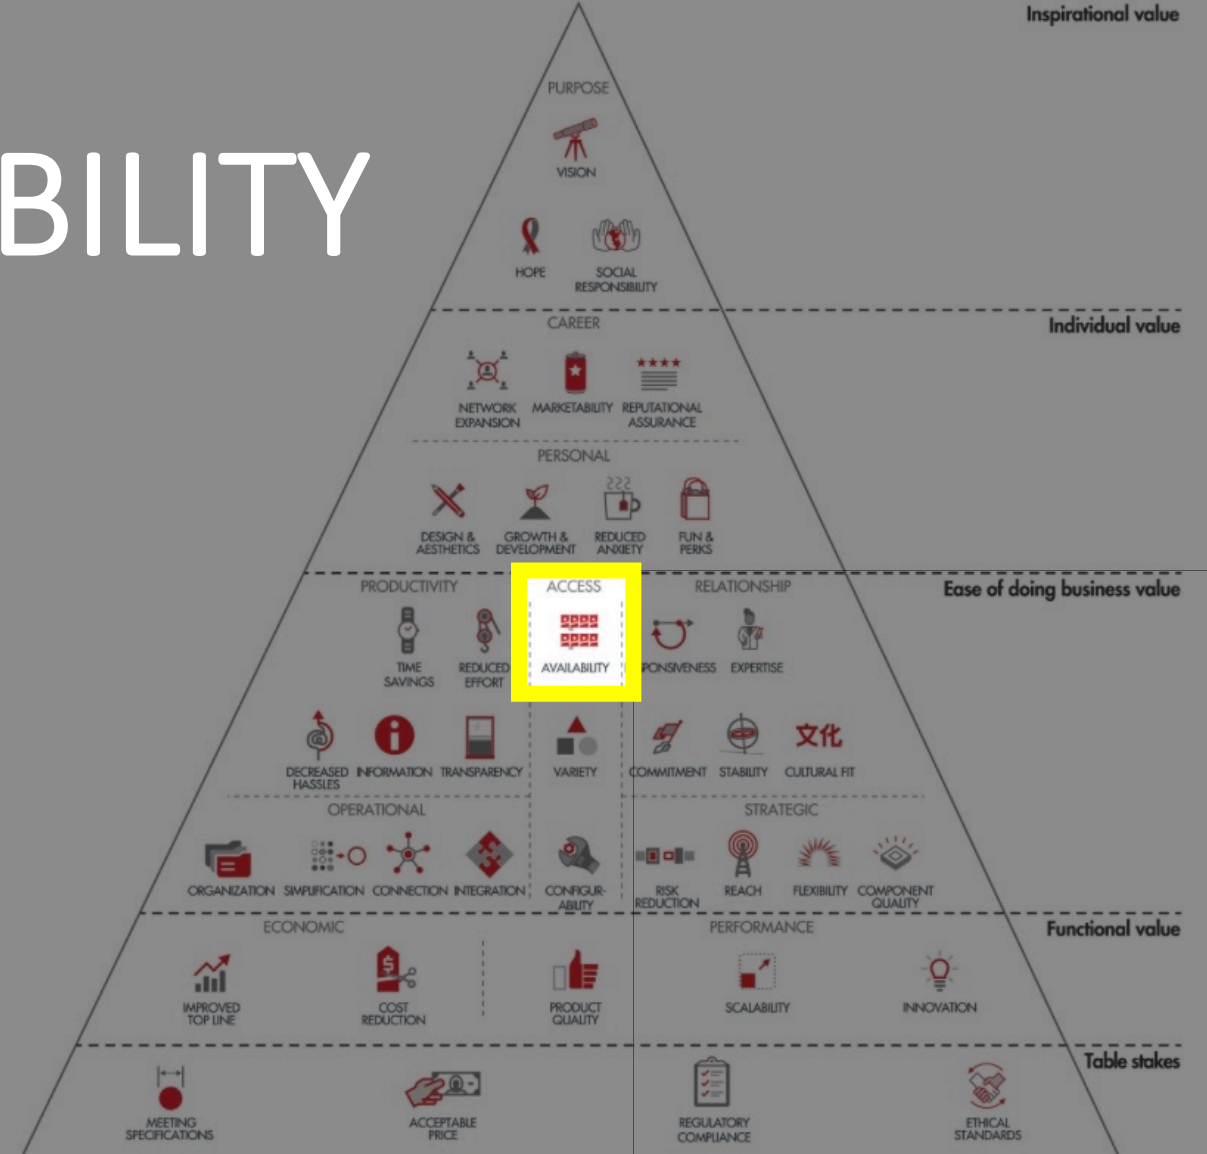 Inspirational value
PURPOSE
BILITY
VISION
HOPE
SOCIAL
RESPONSIBILITY
Individual value
CAREER
NETWORK
EXPANSION
MARKETABILITY
REPUTATIONAL
ASSURANCE
PERSONAL
DESIGN &
AESTHETICS
GROWTH &
DEVELOPMENT
REDUCED
ANXIETY
FUN &
PERKS
Ease of doing business value
PRODUCTIVITY
ACCESS
RELATIONSHIP
TIME
SAVINGS
REDUCED
EFFORT
AVAILABILITY
PONSIVENESS
EXPERTISE
DECREASED
HASSLES
INFORMATION
TRANSPARENCY
VARIETY
COMMITMENT
STABILITY
文化
CULTURAL FIT
OPERATIONAL
STRATEGIC
ORGANIZATION
SIMPLIFICATION
CONNECTION
INTEGRATION
CONFIGUR-
ABILITY
RISK
REDUCTION
REACH
FLEXIBILITY
COMPONENT
QUALITY
Functional value
ECONOMIC
PERFORMANCE
IMPROVED
TOP LINE
$
COST
REDUCTION
PRODUCT
QUALITY
SCALABILITY
INNOVATION
Table stakes
MEETING
SPECIFICATIONS
ACCEPTABLE
PRICE
REGULATORY
COMPLIANCE
ETHICAL
STANDARDS